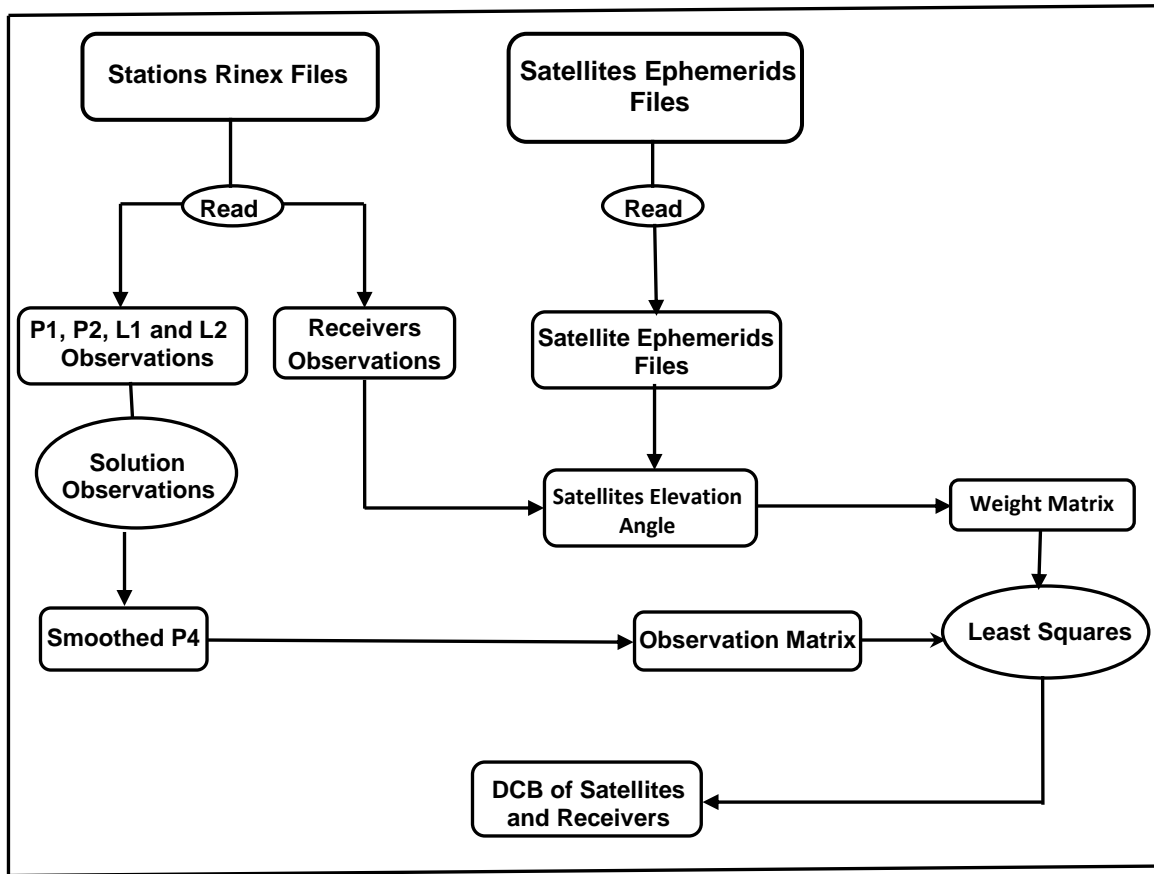 Stations Rinex Files
Satellites Ephemerids
Files
Read
Read
P1, P2, L1 and L2
Observations
Receivers
Observations
Satellite Ephemerids
Files
Solution
Observations
Satellites Elevation
Angle
Weight Matrix
Smoothed P4
Observation Matrix
Least Squares
DCB of Satellites
and Receivers